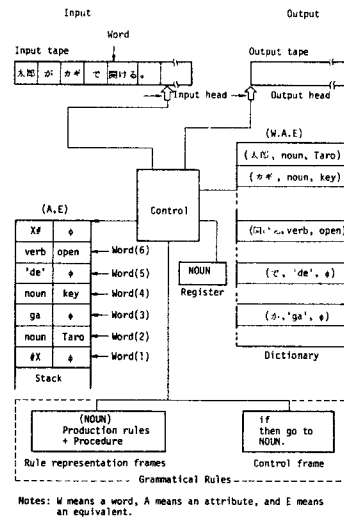 Input
Output
Word
Input tape
Output tape
太郎 が カギ で 開ける。
Input head
Output head
(W.A.E)
(太郎, noun, Taro)
(カギ, noun, key)
Control
(A,E)
X# φ
verb open Word(6)
'de' φ Word(5)
noun key Word(4)
ga φ Word(3)
noun Taro Word(2)
#X φ Word(1)
Stack
NOUN
Register
verb, open)
(で, 'de', φ)
(が, 'ga', φ)
Dictionary
(NOUN)
Production rules
+ Procedure
if
then go to
NOUN.
Rule representation frames
Control frame
Grammatical Rules
Notes: W means a word, A means an attribute, and E means
an equivalent.